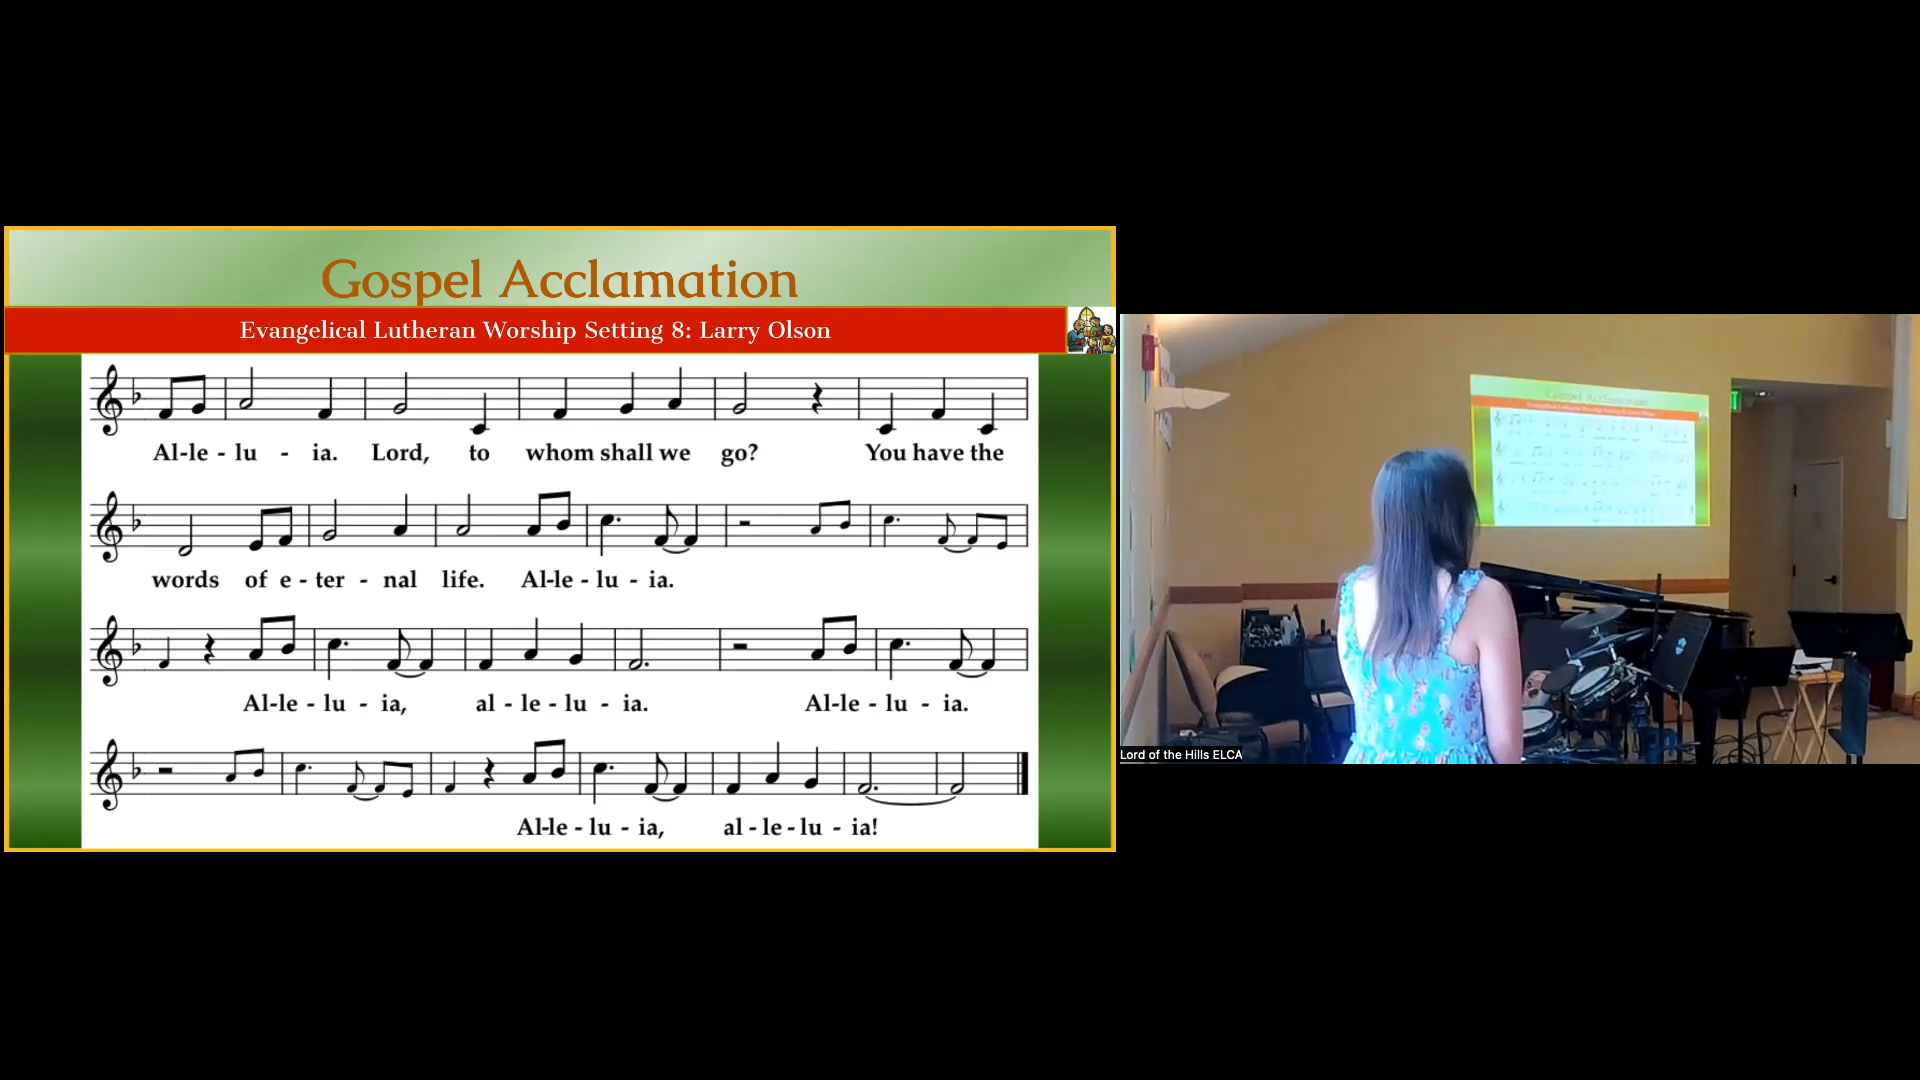 Gospel Acclamation
Evangelical Lutheran Worship Setting 8: Larry Olson
Al-le - lu - ia. Lord, to whom shall we go? You have the
words of e - ter - nal life. Al-le - lu - ia.
Al-le - lu - ia, al - le - lu - ia. Al-le - lu - ia.
Al-le - lu - ia, al - le - lu - ia!
Gospel Acclamation
Lord of the Hills ELCA